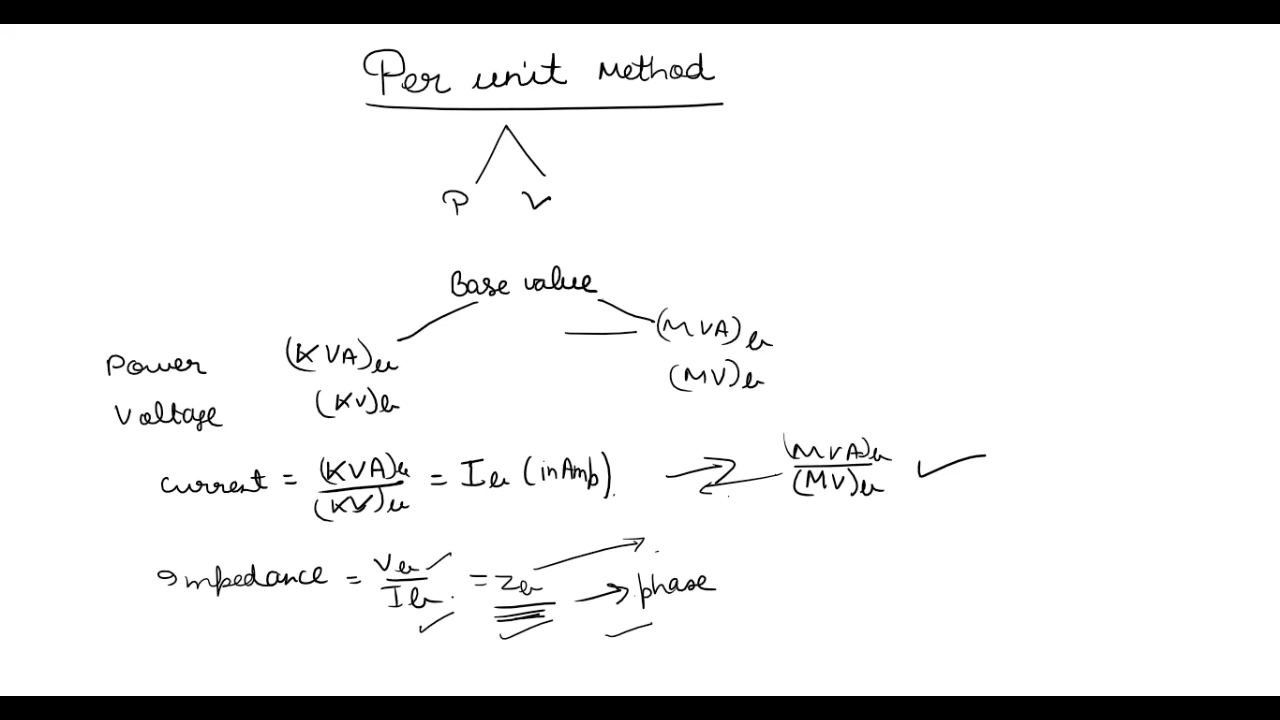 Per unit Method
P V
Base value
(KVA)b (MVA)b
Power
(KV)b (MV)b
Voltage
current = (KVA)b / (KV)b = Ib (in Amp). (MVA)b / (MV)b
Impedance = Vb / Ib = Zb → phase